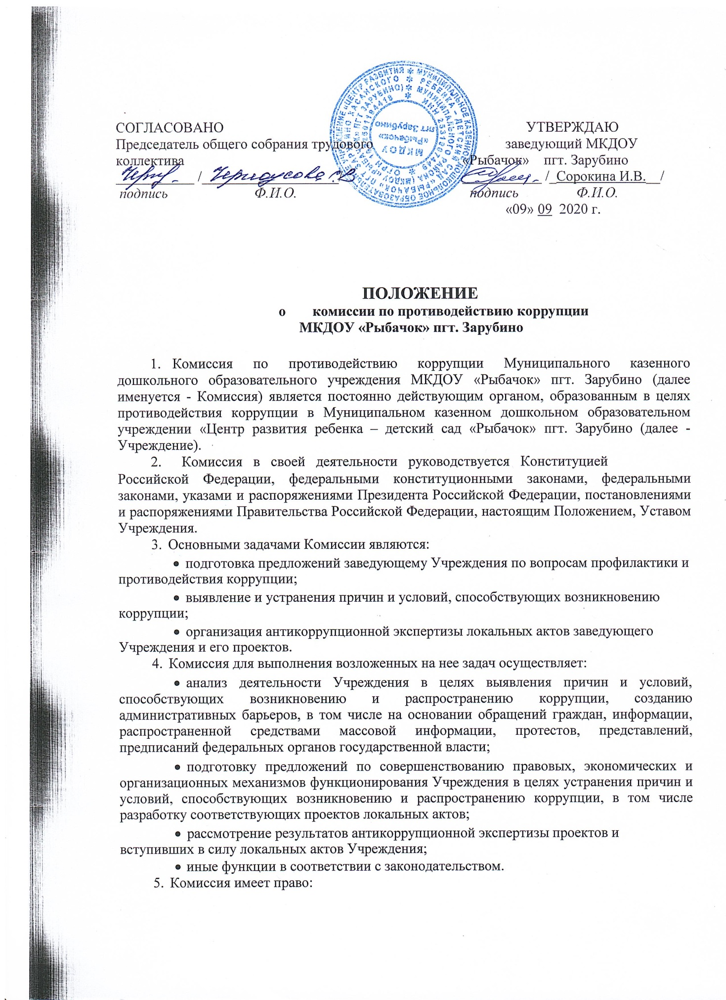 СОГЛАСОВАНО
Председатель общего собрания трудового
коллектива
/
подпись Ф.И.О.
УТВЕРЖДАЮ
заведующий МКДОУ
«Рыбачок» пгт. Зарубино
/ Сорокина И.В. /
подпись Ф.И.О.
«09» 09 2020 г.
МКДОУ
«Рыбачок»
пгт Зарубино
ПОЛОЖЕНИЕ
о комиссии по противодействию коррупции
МКДОУ «Рыбачок» пгт. Зарубино
1. Комиссия по противодействию коррупции Муниципального казенного
дошкольного образовательного учреждения МКДОУ «Рыбачок» пгт. Зарубино (далее
именуется - Комиссия) является постоянно действующим органом, образованным в целях
противодействия коррупции в Муниципальном казенном дошкольном образовательном
учреждении «Центр развития ребенка – детский сад «Рыбачок» пгт. Зарубино (далее -
Учреждение).
2. Комиссия в своей деятельности руководствуется Конституцией
Российской Федерации, федеральными конституционными законами, федеральными
законами, указами и распоряжениями Президента Российской Федерации, постановлениями
и распоряжениями Правительства Российской Федерации, настоящим Положением, Уставом
Учреждения.
3. Основными задачами Комиссии являются:
• подготовка предложений заведующему Учреждения по вопросам профилактики и
противодействия коррупции;
• выявление и устранения причин и условий, способствующих возникновению
коррупции;
• организация антикоррупционной экспертизы локальных актов заведующего
Учреждения и его проектов.
4. Комиссия для выполнения возложенных на нее задач осуществляет:
• анализ деятельности Учреждения в целях выявления причин и условий,
способствующих возникновению и распространению коррупции, созданию
административных барьеров, в том числе на основании обращений граждан, информации,
распространенной средствами массовой информации, протестов, представлений,
предписаний федеральных органов государственной власти;
• подготовку предложений по совершенствованию правовых, экономических и
организационных механизмов функционирования Учреждения в целях устранения причин и
условий, способствующих возникновению и распространению коррупции, в том числе
разработку соответствующих проектов локальных актов;
• рассмотрение результатов антикоррупционной экспертизы проектов и
вступивших в силу локальных актов Учреждения;
• иные функции в соответствии с законодательством.
5. Комиссия имеет право: